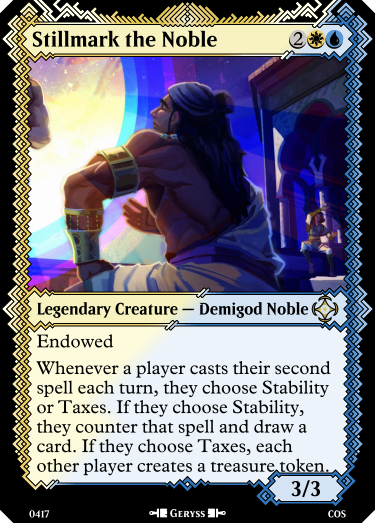 Stillmark the Noble 2
Legendary Creature — Demigod Noble
Endowed
Whenever a player casts their second
spell each turn, they choose Stability
or Taxes. If they choose Stability,
they counter that spell and draw a
card. If they choose Taxes, each
other player creates a treasure token.
3/3
0417 Geryss COS